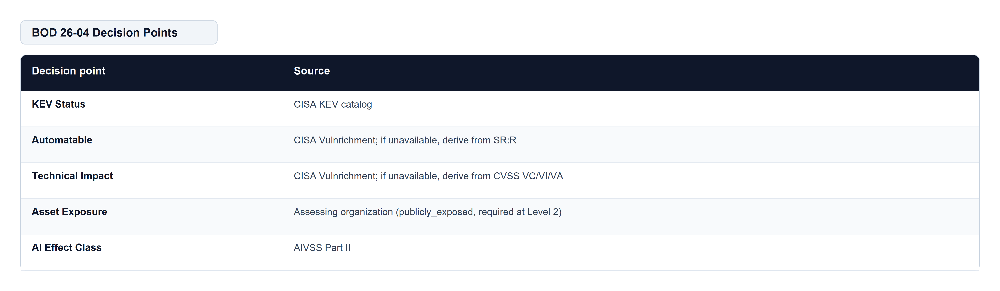 BOD 26-04 Decision Points
Decision point Source
KEV Status CISA KEV catalog
Automatable CISA Vulnrichment; if unavailable, derive from SR:R
Technical Impact CISA Vulnrichment; if unavailable, derive from CVSS VC/VI/VA
Asset Exposure Assessing organization (publicly_exposed, required at Level 2)
AI Effect Class AIVSS Part II